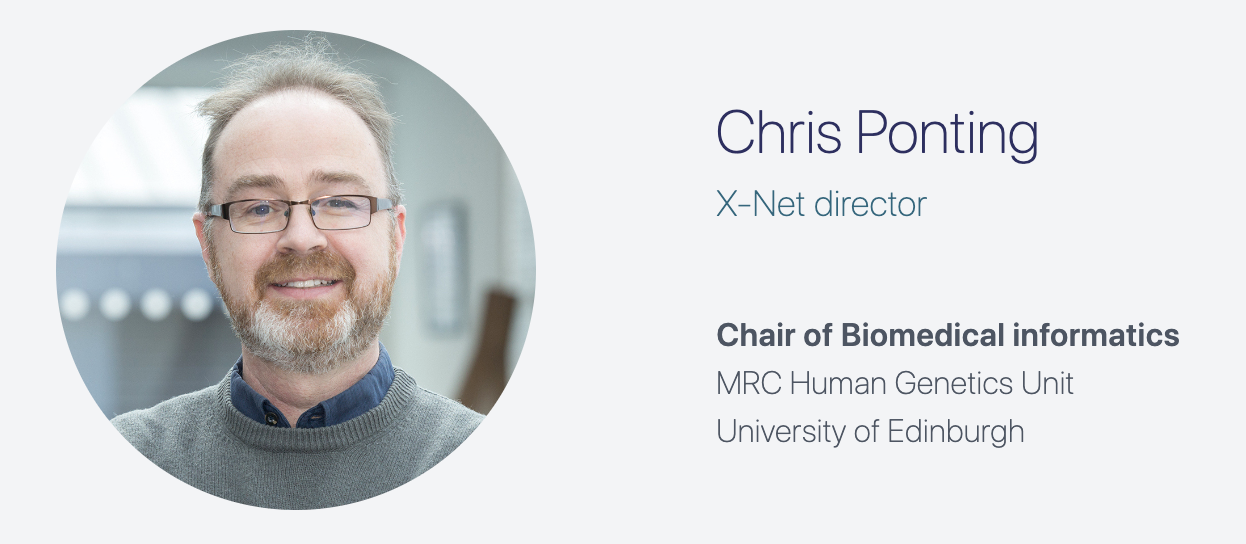 Chris Ponting
X-Net director
Chair of Biomedical informatics
MRC Human Genetics Unit
University of Edinburgh